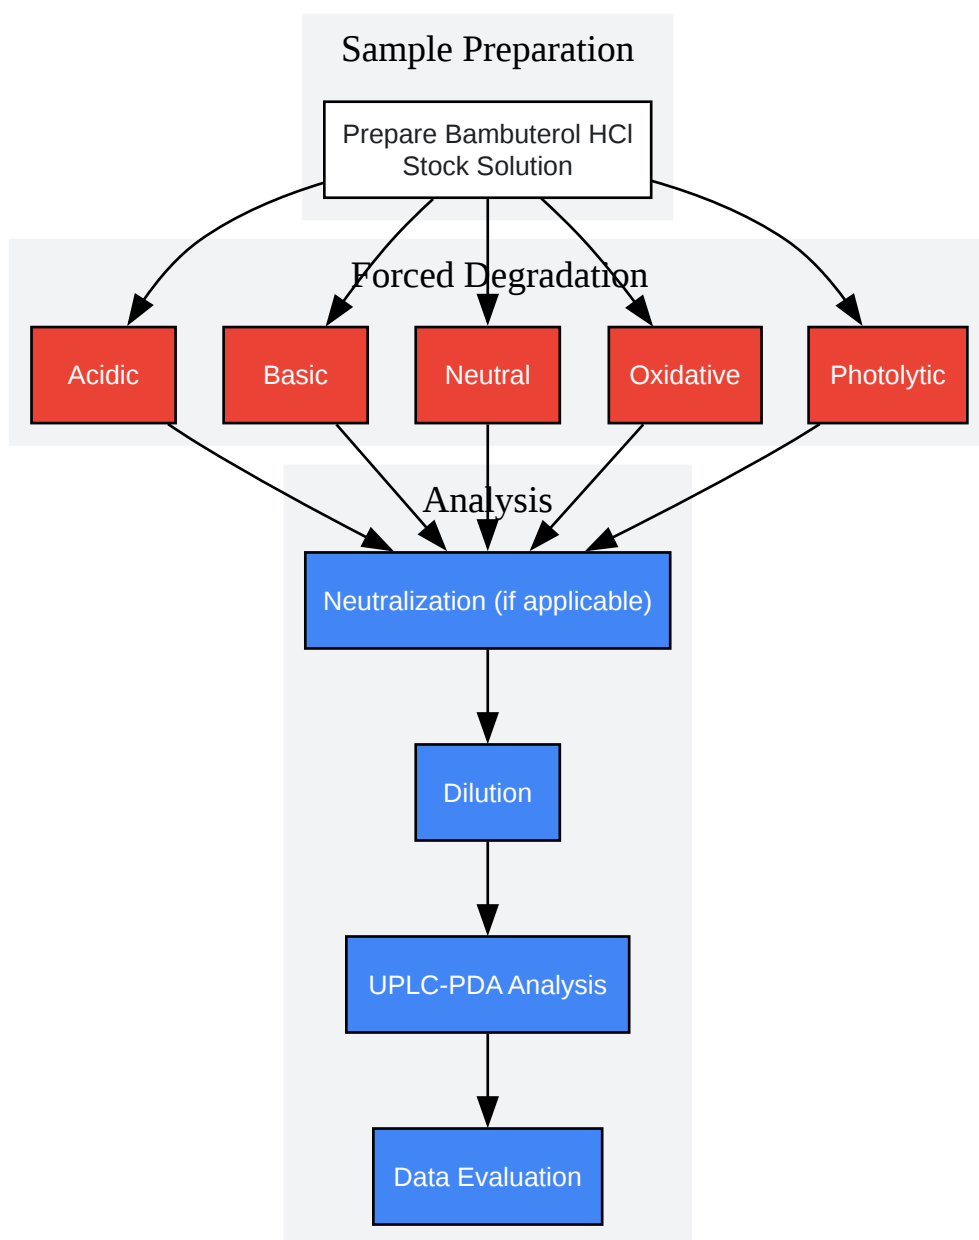 Sample Preparation
Prepare Bambuterol HCl
Stock Solution
Forced Degradation
Acidic
Basic
Neutral
Oxidative
Photolytic
Analysis
Neutralization (if applicable)
Dilution
UPLC-PDA Analysis
Data Evaluation